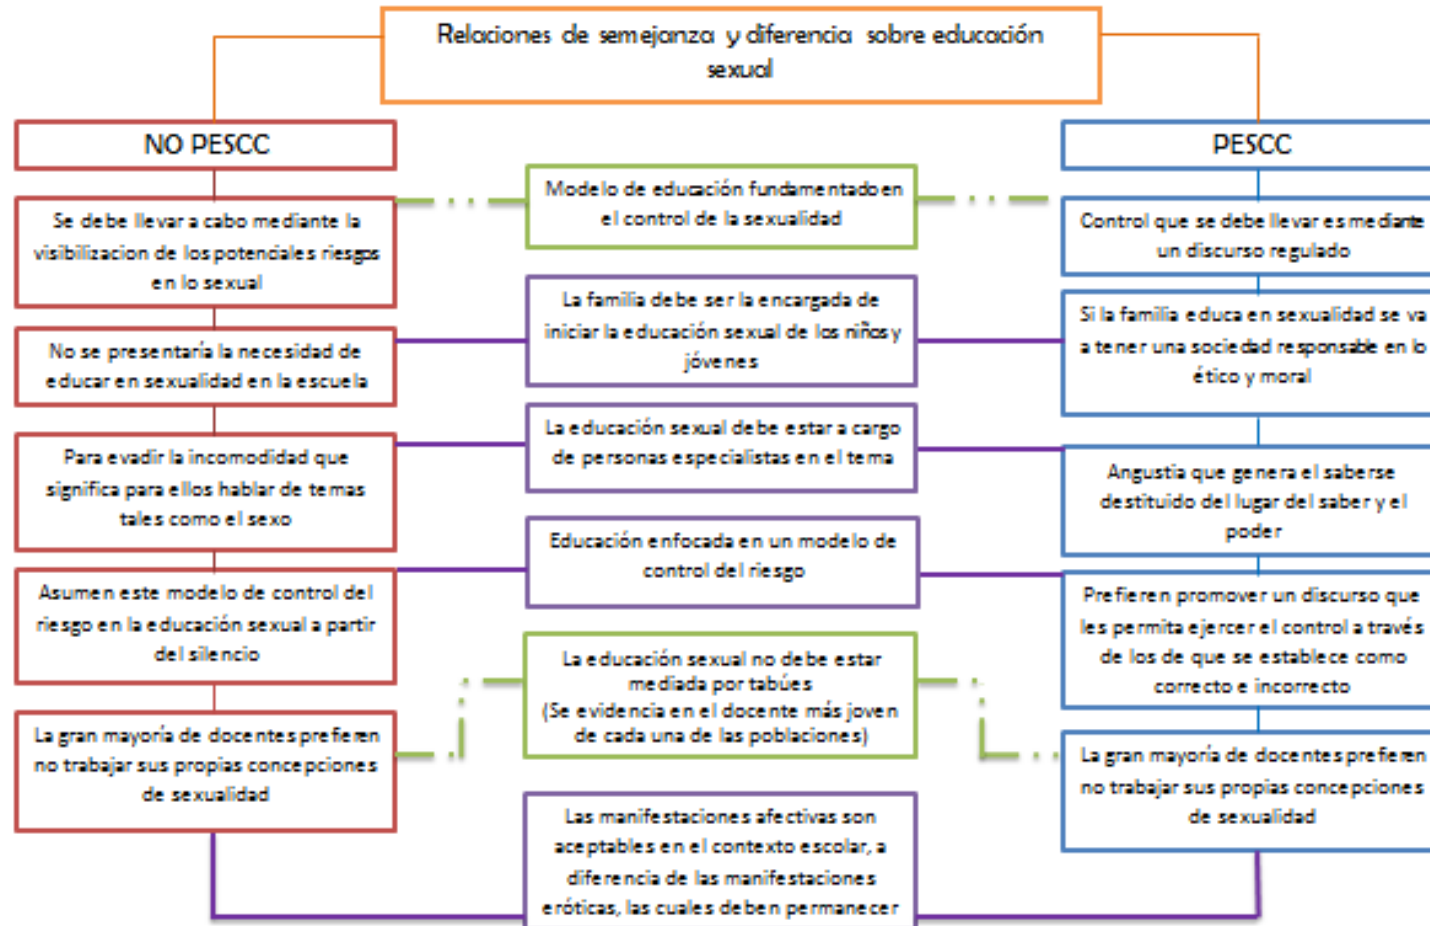 Relaciones de semejanza y diferencia sobre educación
sexual
NO PESCC
Se debe llevar a cabo mediante la
visibilizacion de los potenciales riesgos
en lo sexual
No se presentaría la necesidad de
educar en sexualidad en la escuela
Para evadir la incomodidad que
significa para ellos hablar de temas
tales como el sexo
Asumen este modelo de control del
riesgo en la educación sexual a partir
del silencio
La gran mayoría de docentes prefieren
no trabajar sus propias concepciones
de sexualidad
Modelo de educación fundamentado en
el control de la sexualidad
La familia debe ser la encargada de
iniciar la educación sexual de los niños y
jóvenes
La educación sexual debe estar a cargo
de personas especialistas en el tema
Educación enfocada en un modelo de
control del riesgo
La educación sexual no debe estar
mediada por tabúes
(Se evidencia en el docente más joven
de cada una de las poblaciones)
Las manifestaciones afectivas son
aceptables en el contexto escolar, a
diferencia de las manifestaciones
eróticas, las cuales deben permanecer
PESCC
Control que se debe llevar es mediante
un discurso regulado
Si la familia educa en sexualidad se va
a tener una sociedad responsable en lo
ético y moral
Angustia que genera el saberse
destituido del lugar del saber y el
poder
Prefieren promover un discurso que
les permita ejercer el control a través
de los de que se establece como
correcto e incorrecto
La gran mayoría de docentes prefieren
no trabajar sus propias concepciones
de sexualidad